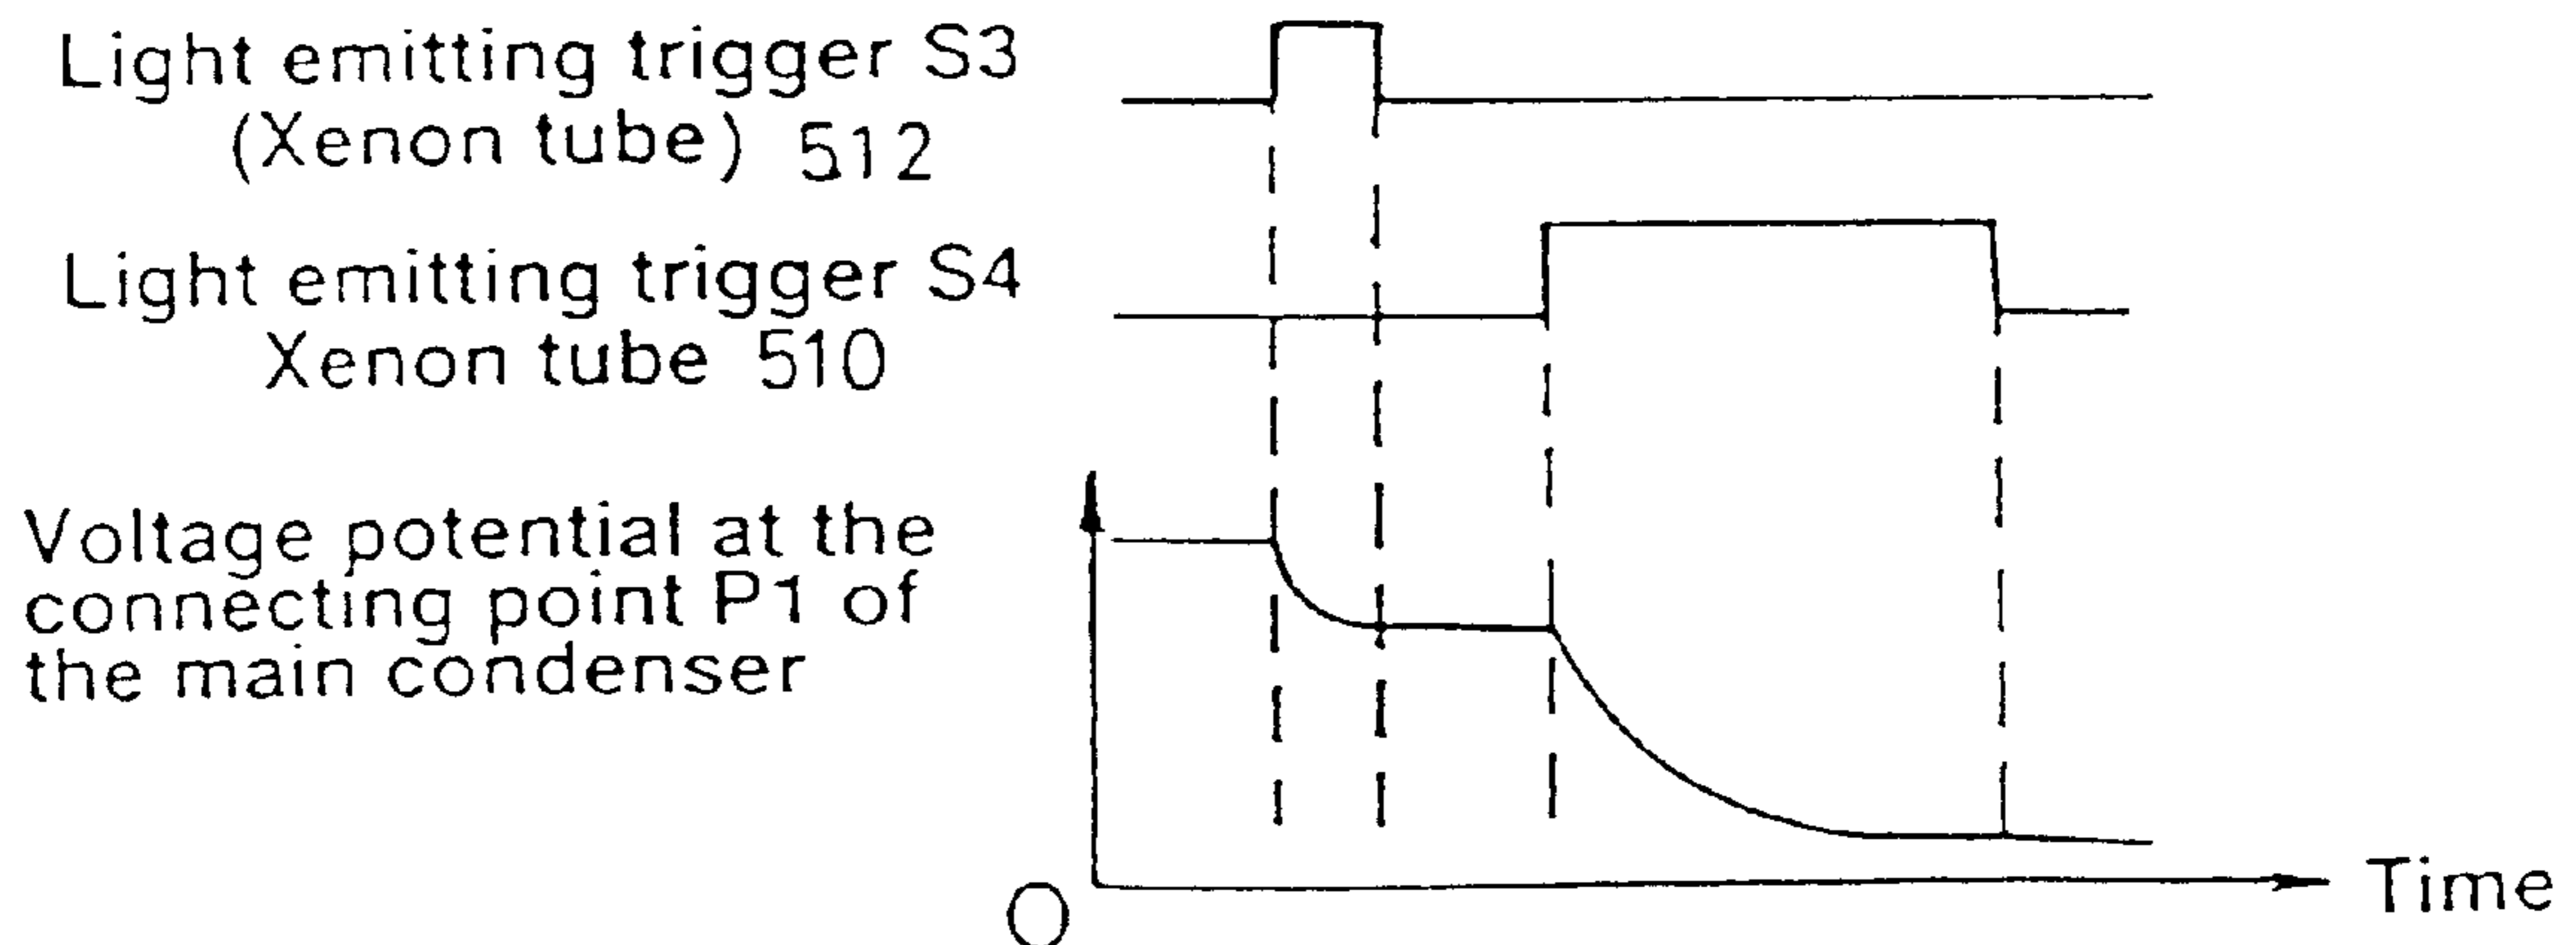 Light emitting trigger S3
(Xenon tube) 512
Light emitting trigger S4
Xenon tube 510
Voltage potential at the
connecting point P1 of
the main condenser
O
Time